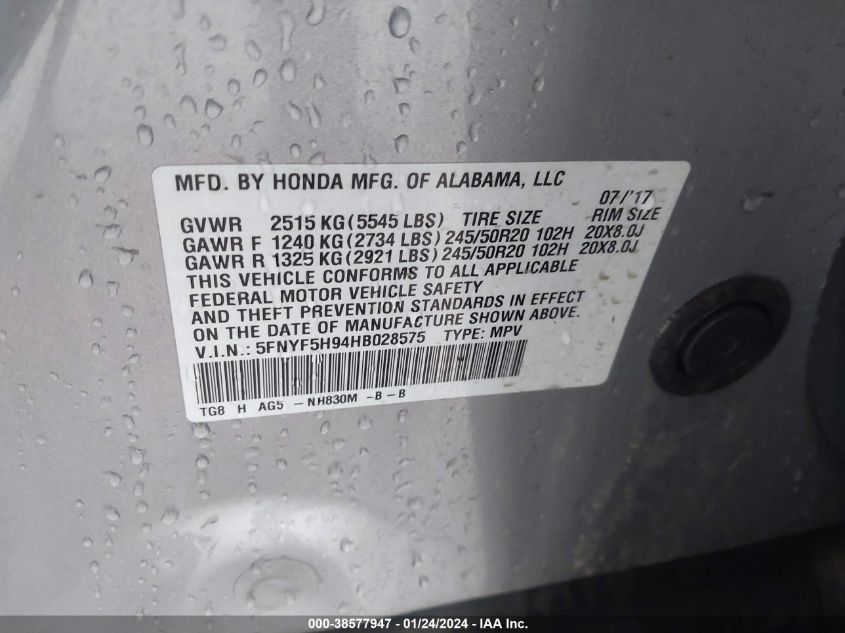 MFD. BY HONDA MFG. OF ALABAMA, LLC
07/'17
GVWR 2515 KG (5545 LBS) TIRE SIZE RIM SIZE
GAWR F 1240 KG (2734 LBS) 245/50R20 102H 20X8.0J
GAWR R 1325 KG (2921 LBS) 245/50R20 102H 20X8.0J
THIS VEHICLE CONFORMS TO ALL APPLICABLE
FEDERAL MOTOR VEHICLE SAFETY
AND THEFT PREVENTION STANDARDS IN EFFECT
ON THE DATE OF MANUFACTURE SHOWN ABOVE.
V.I.N.: 5FNYF5H94HB028575 TYPE: MPV
TG8 H AG5 -NH830M -B-B
000-38577947 - 01/24/2024 - IAA Inc.